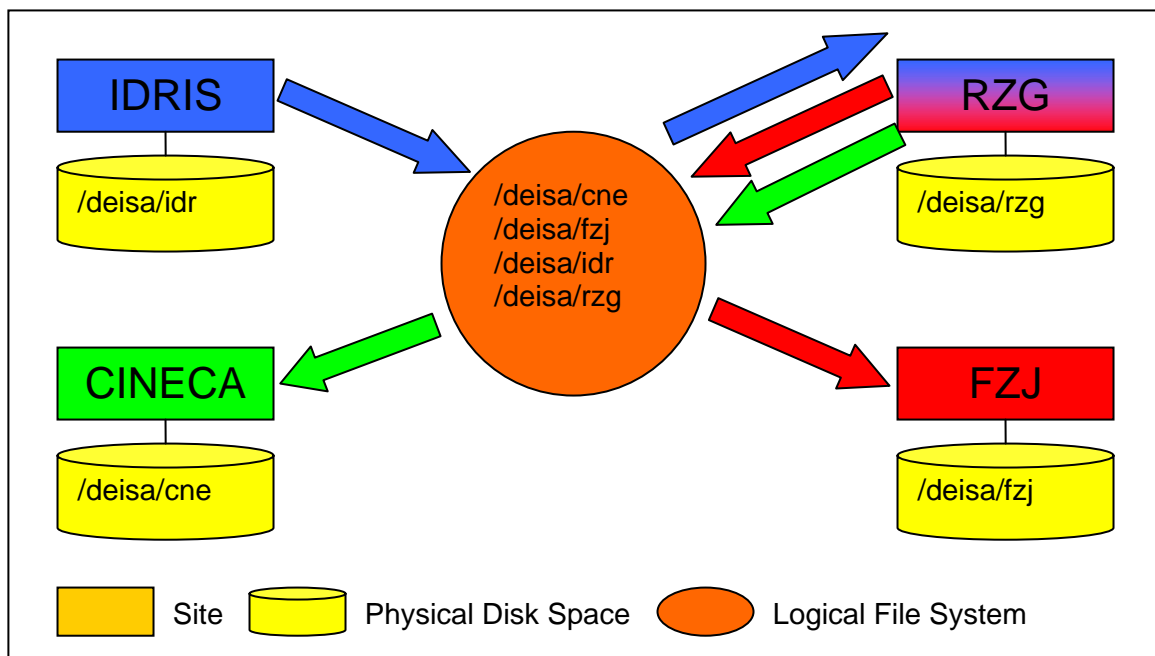 IDRIS
RZG
/deisa/idr
/deisa/rzg
/deisa/cne
/deisa/fzj
/deisa/idr
/deisa/rzg
CINECA
FZJ
/deisa/cne
/deisa/fzj
Site
Physical Disk Space
Logical File System